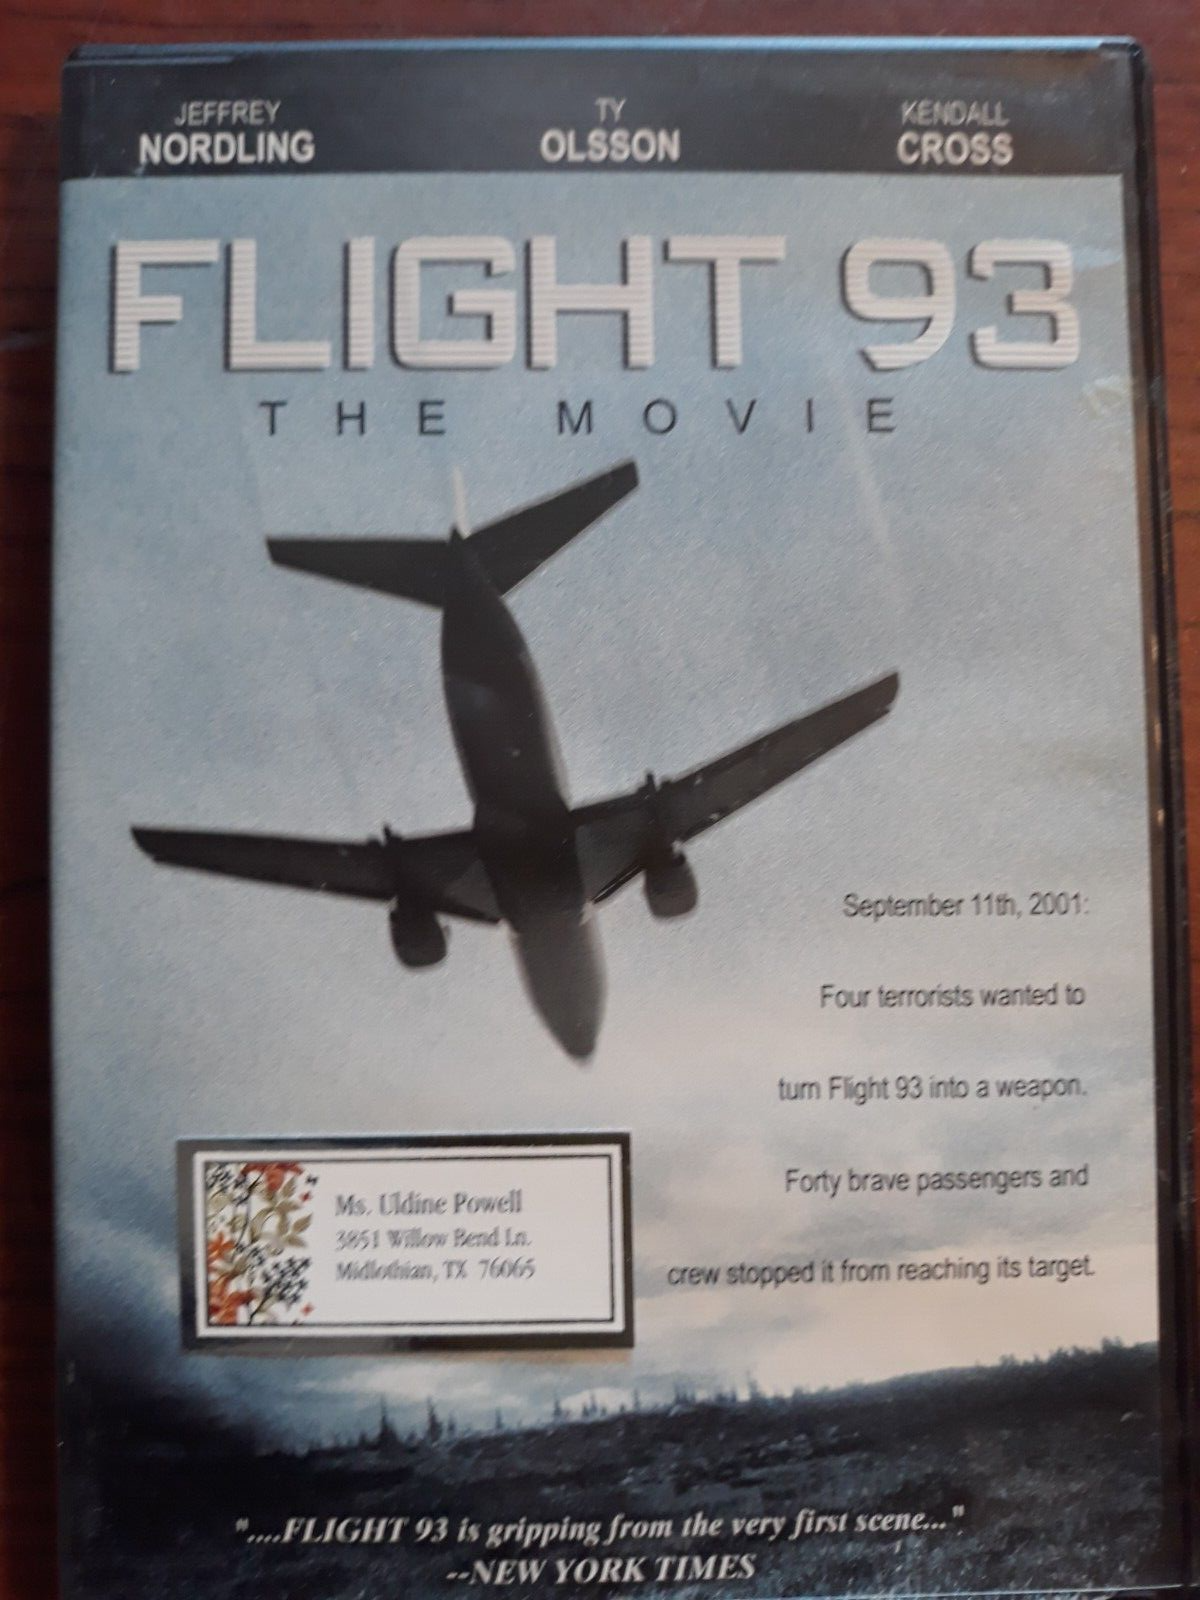 JEFFREY
NORDLING
TY
OLSSON
KENDALL
CROSS
FLIGHT 93
THE MOVIE
September 11th, 2001:
Four terrorists wanted to
turn Flight 93 into a weapon.
Forty brave passengers and
crew stopped it from reaching its target.
Ms. Uldine Powell
3851 Willow Bend Ln.
Midlothian, TX 76065
"....FLIGHT 93 is gripping from the very first scene..."
--NEW YORK TIMES